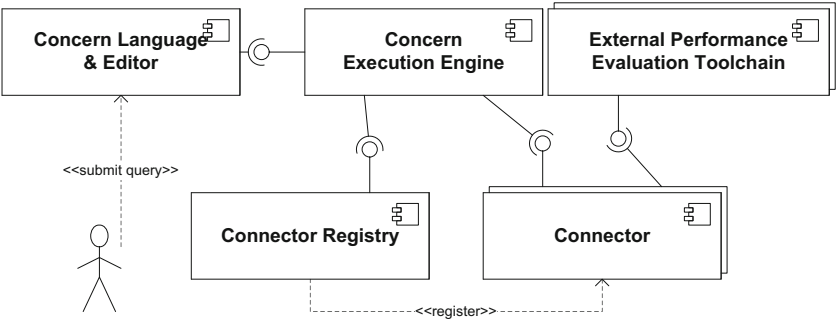 Concern Language
& Editor
Concern
Execution Engine
External Performance
Evaluation Toolchain
<<submit query>>
Connector Registry
Connector
<<register>>